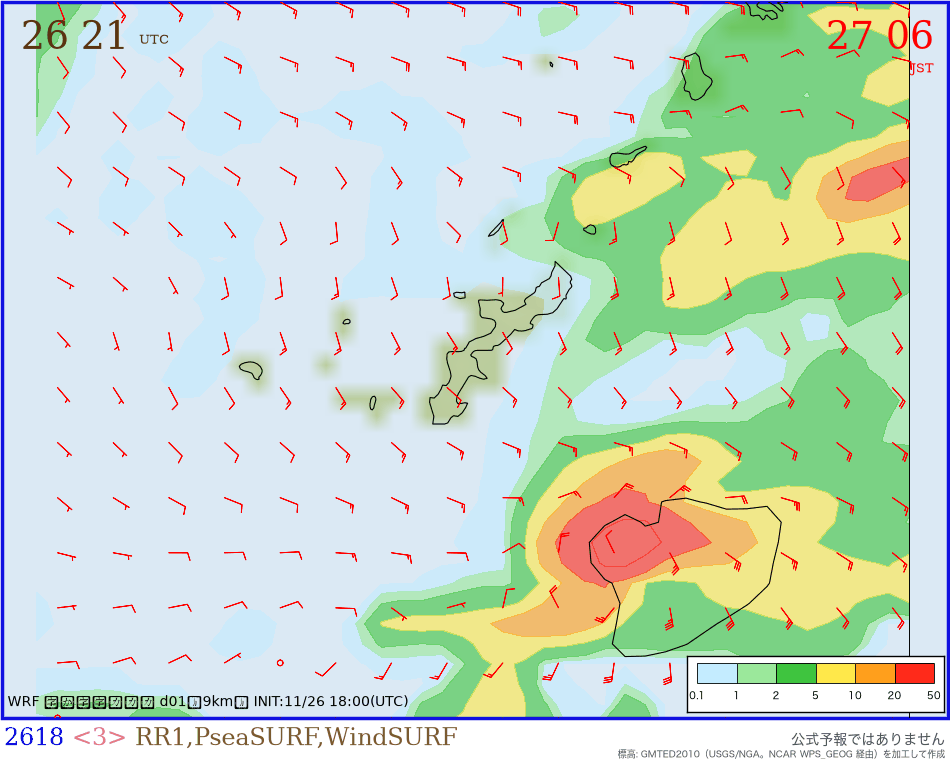 26 21 UTC
27 06
JST
WRF d01 9km INIT:11/26 18:00(UTC)
0.1 1 2 5 10 20 50
2618 <3> RR1,PseaSURF,WindSURF
公式予報ではありません
標高: GMTED2010（USGS/NGA。NCAR WPS_GEOG 経由）を加工して作成